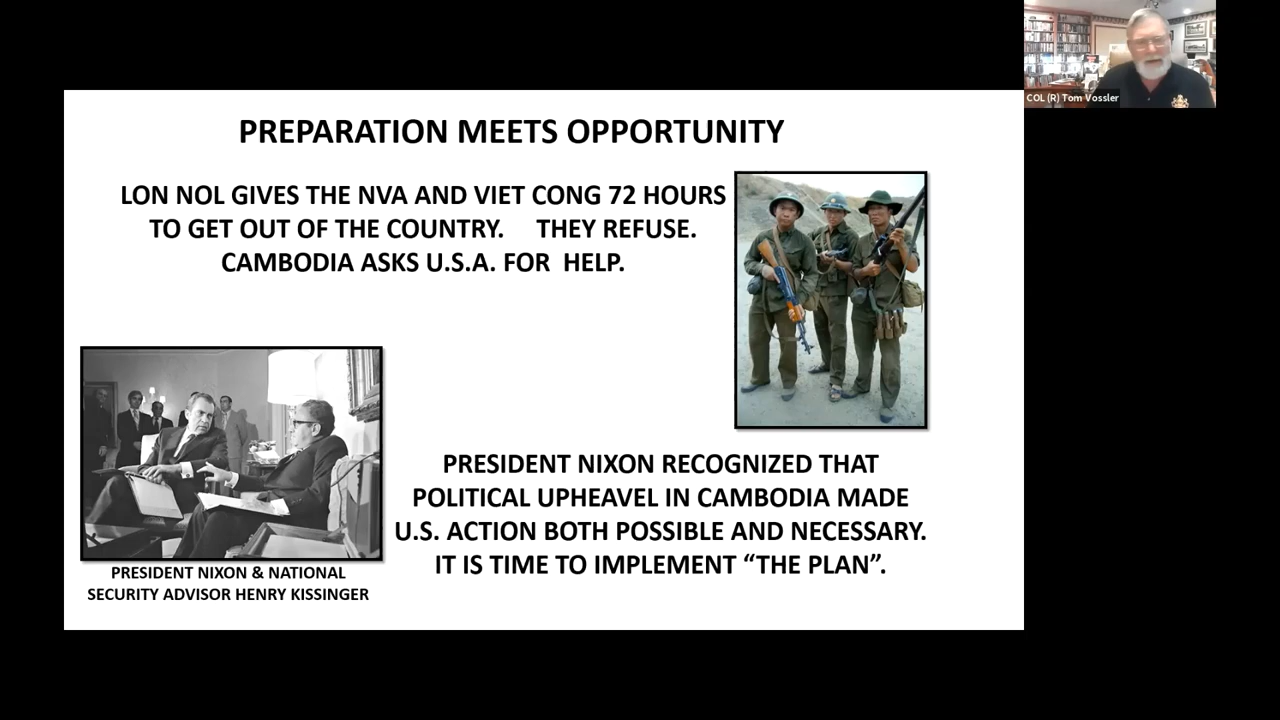 COL (R) Tom Vossler
PREPARATION MEETS OPPORTUNITY
LON NOL GIVES THE NVA AND VIET CONG 72 HOURS
TO GET OUT OF THE COUNTRY. THEY REFUSE.
CAMBODIA ASKS U.S.A. FOR HELP.
PRESIDENT NIXON RECOGNIZED THAT
POLITICAL UPHEAVEL IN CAMBODIA MADE
U.S. ACTION BOTH POSSIBLE AND NECESSARY.
IT IS TIME TO IMPLEMENT “THE PLAN”.
PRESIDENT NIXON & NATIONAL
SECURITY ADVISOR HENRY KISSINGER